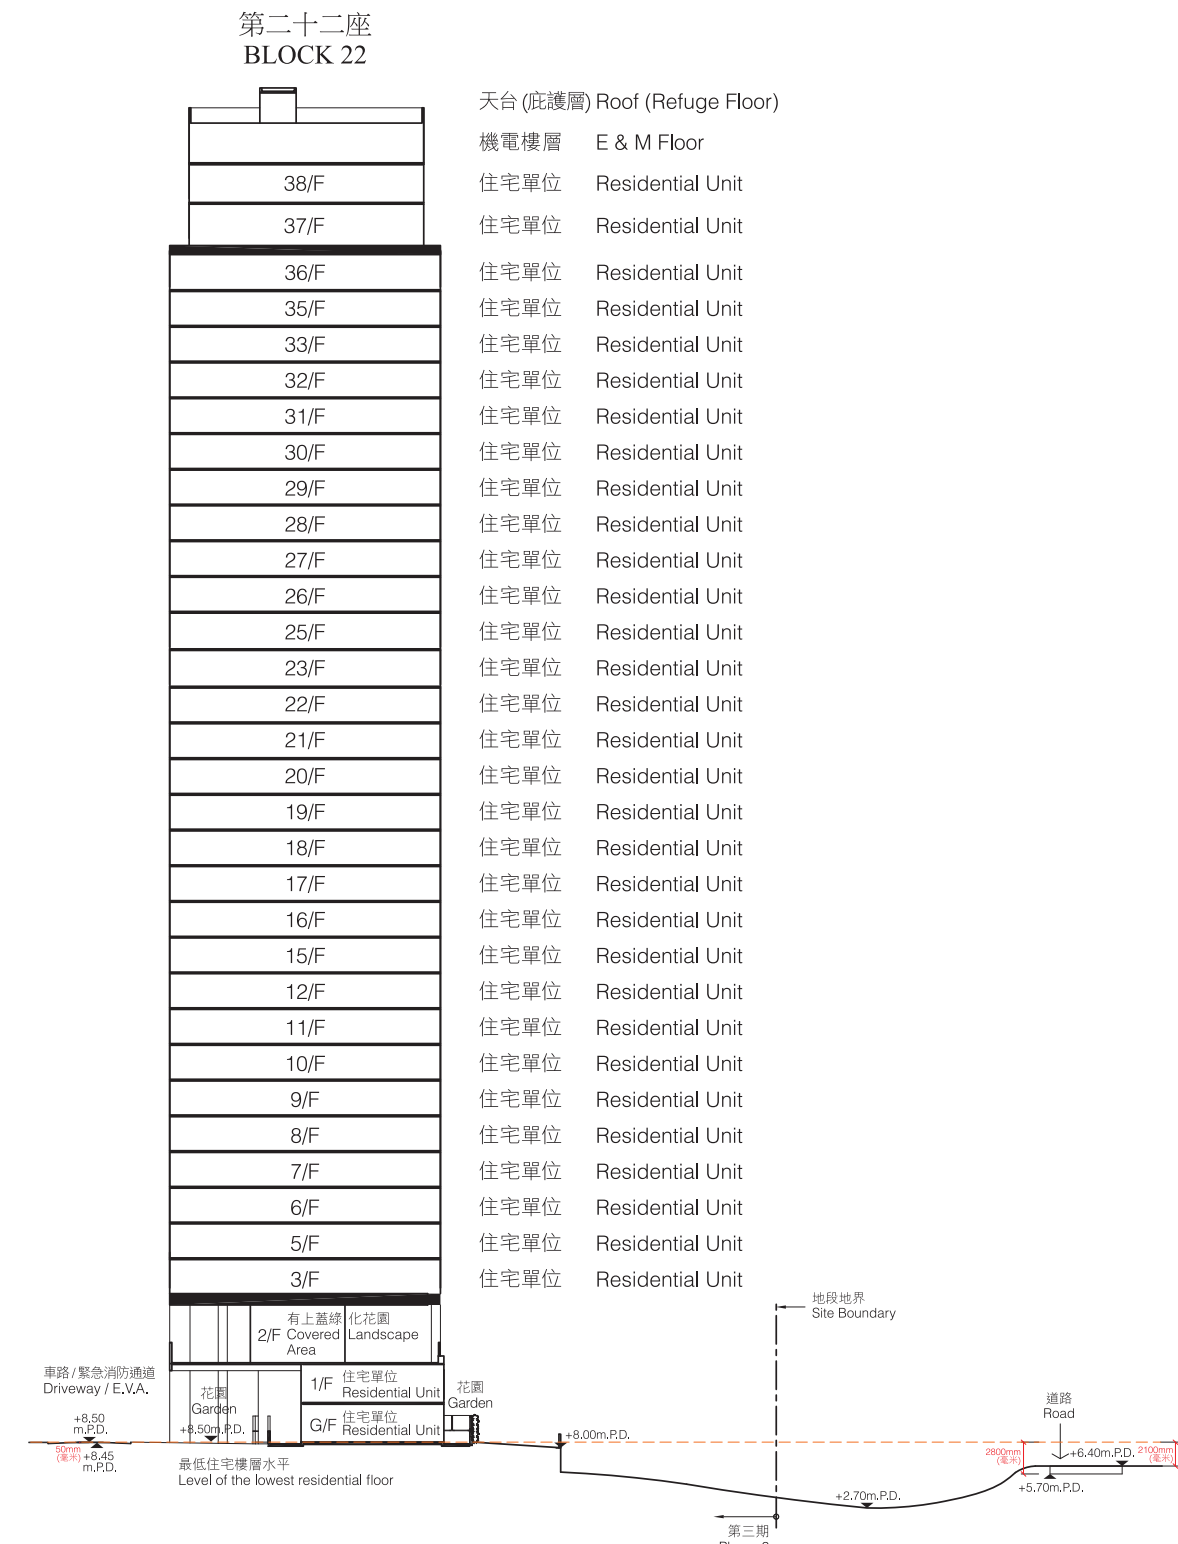 第二十二座
BLOCK 22
天台 (庇護層) Roof (Refuge Floor)
機電樓層 E & M Floor
38/F 住宅單位 Residential Unit
37/F 住宅單位 Residential Unit
36/F 住宅單位 Residential Unit
35/F 住宅單位 Residential Unit
33/F 住宅單位 Residential Unit
32/F 住宅單位 Residential Unit
31/F 住宅單位 Residential Unit
30/F 住宅單位 Residential Unit
29/F 住宅單位 Residential Unit
28/F 住宅單位 Residential Unit
27/F 住宅單位 Residential Unit
26/F 住宅單位 Residential Unit
25/F 住宅單位 Residential Unit
23/F 住宅單位 Residential Unit
22/F 住宅單位 Residential Unit
21/F 住宅單位 Residential Unit
20/F 住宅單位 Residential Unit
19/F 住宅單位 Residential Unit
18/F 住宅單位 Residential Unit
17/F 住宅單位 Residential Unit
16/F 住宅單位 Residential Unit
15/F 住宅單位 Residential Unit
12/F 住宅單位 Residential Unit
11/F 住宅單位 Residential Unit
10/F 住宅單位 Residential Unit
9/F 住宅單位 Residential Unit
8/F 住宅單位 Residential Unit
7/F 住宅單位 Residential Unit
6/F 住宅單位 Residential Unit
5/F 住宅單位 Residential Unit
3/F 住宅單位 Residential Unit
地段地界
Site Boundary
有上蓋綠化花園
2/F Covered Landscape
Area
車路 / 緊急消防通道
Driveway / E.V.A.
1/F 住宅單位
Residential Unit
花園
Garden
花園
Garden
道路
Road
G/F 住宅單位
Residential Unit
+8.50
m.P.D.
+8.50m.P.D.
+8.00m.P.D.
50mm
(毫米)
+8.45
m.P.D.
2800mm
(毫米)
+6.40m.P.D.
2100mm
(毫米)
最低住宅樓層水平
Level of the lowest residential floor
+5.70m.P.D.
+2.70m.P.D.
第三期